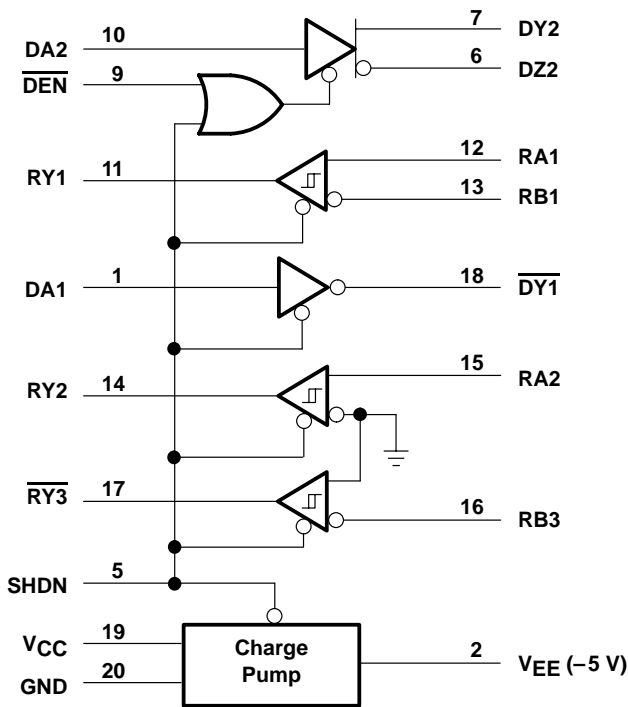 DA2 10 7 DY2
DEN 9 6 DZ2
RY1 11 12 RA1
13 RB1
DA1 1 18 DY1
RY2 14 15 RA2
RY3 17 16 RB3
SHDN 5
VCC 19 Charge 2 VEE (–5 V)
GND 20 Pump